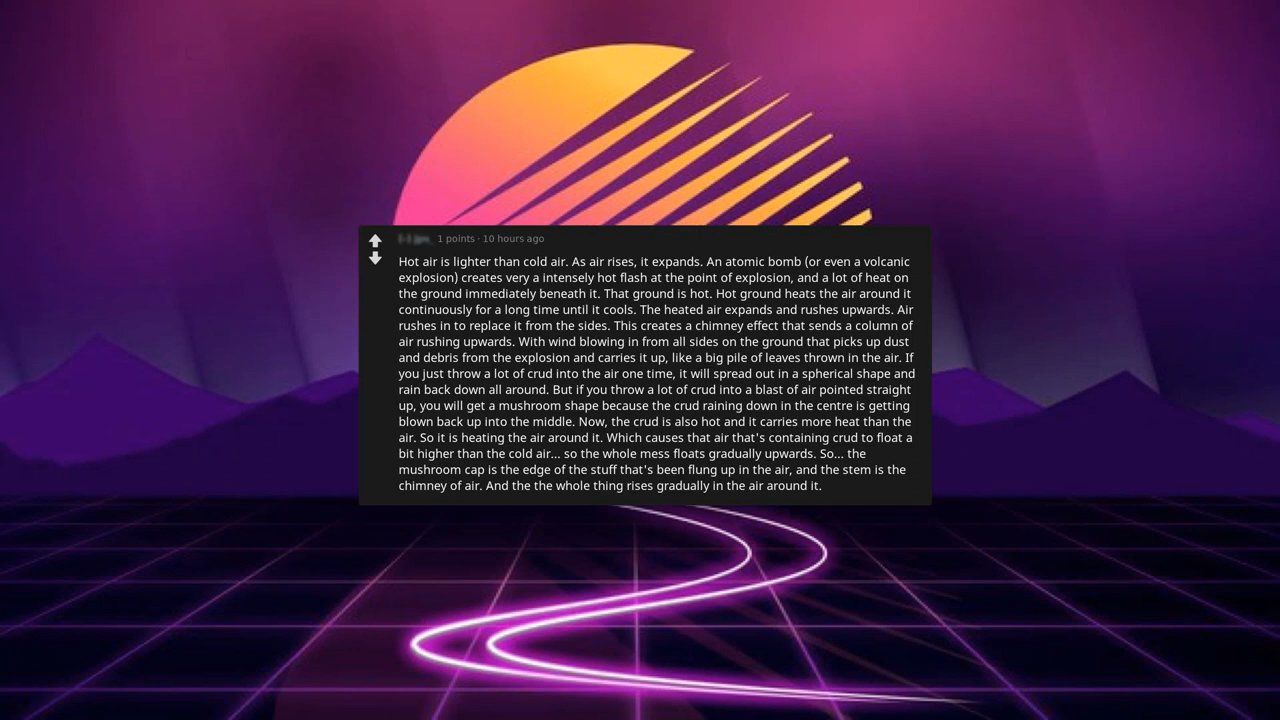 1 points · 10 hours ago
Hot air is lighter than cold air. As air rises, it expands. An atomic bomb (or even a volcanic
explosion) creates very a intensely hot flash at the point of explosion, and a lot of heat on
the ground immediately beneath it. That ground is hot. Hot ground heats the air around it
continuously for a long time until it cools. The heated air expands and rushes upwards. Air
rushes in to replace it from the sides. This creates a chimney effect that sends a column of
air rushing upwards. With wind blowing in from all sides on the ground that picks up dust
and debris from the explosion and carries it up, like a big pile of leaves thrown in the air. If
you just throw a lot of crud into the air one time, it will spread out in a spherical shape and
rain back down all around. But if you throw a lot of crud into a blast of air pointed straight
up, you will get a mushroom shape because the crud raining down in the centre is getting
blown back up into the middle. Now, the crud is also hot and it carries more heat than the
air. So it is heating the air around it. Which causes that air that's containing crud to float a
bit higher than the cold air... so the whole mess floats gradually upwards. So... the
mushroom cap is the edge of the stuff that's been flung up in the air, and the stem is the
chimney of air. And the the whole thing rises gradually in the air around it.